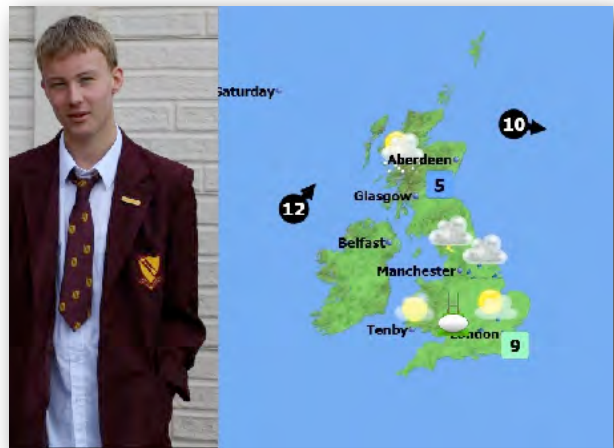 Saturday
10
Aberdeen
5
Glasgow
12
Belfast
Manchester
Tenby
London
9